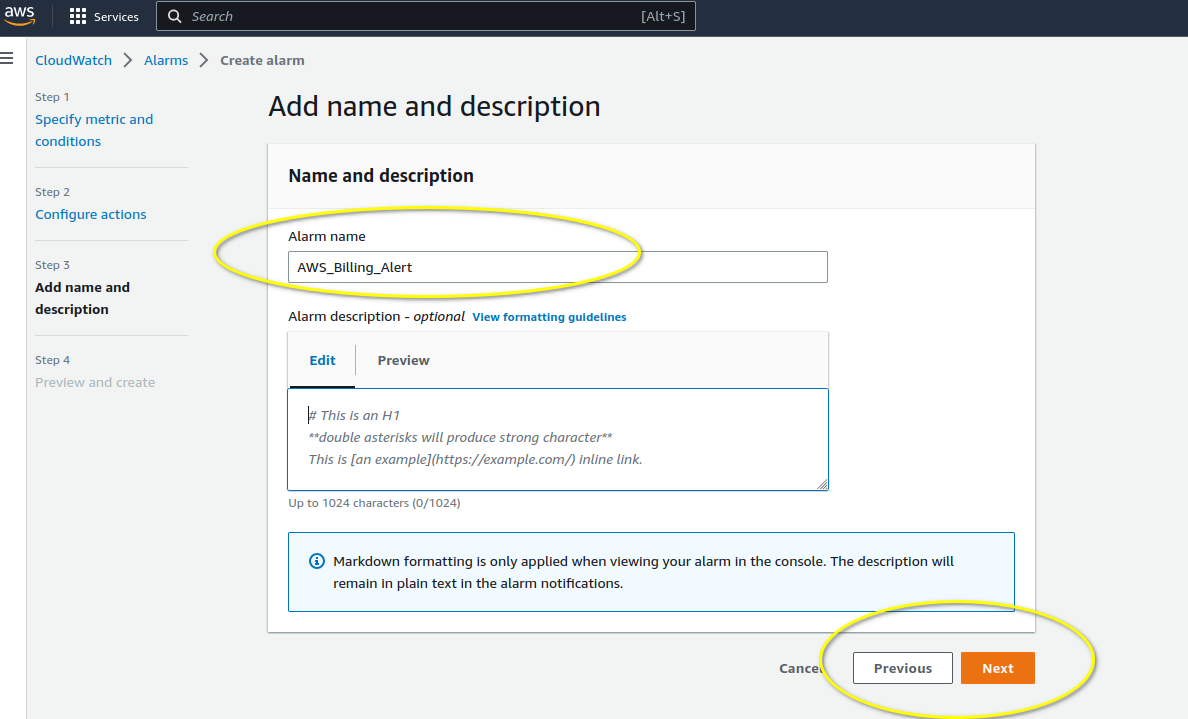 aws
Services
Search
[Alt+S]
CloudWatch
Alarms
Create alarm
Step 1
Specify metric and
conditions
Step 2
Configure actions
Step 3
Add name and
description
Step 4
Preview and create
Add name and description
Name and description
Alarm name
AWS_Billing_Alert
Alarm description - optional View formatting guidelines
Edit
Preview
# This is an H1
**double asterisks will produce strong character**
This is [an example](https://example.com/) inline link.
Up to 1024 characters (0/1024)
Markdown formatting is only applied when viewing your alarm in the console. The description will
remain in plain text in the alarm notifications.
Cancel
Previous
Next